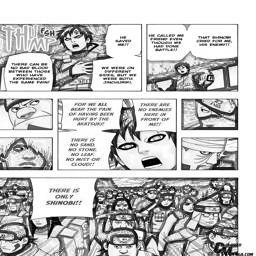 THAT SHINOBI
CRIED FOR ME,
HIS ENEMY!!
HE CALLED ME
FRIEND EVEN
THOUGH WE
HAD DONE
BATTLE!!
HE
SAVED
ME!!
WE WERE ON
DIFFERENT
SIDES, BUT
WE WERE
BOTH
JINCHURIKI.
THERE CAN BE
NO BAD BLOOD
BETWEEN THOSE
WHO HAVE
EXPERIENCED
THE SAME PAIN!
THERE ARE
NO ENEMIES
HERE IN
FRONT OF
ME!!
FOR WE ALL
BEAR THE PAIN
OF HAVING BEEN
HURT BY THE
AKATSUKI!
THERE IS
NO SAND,
NO STONE,
NO LEAF,
NO MIST OR
CLOUD!!
THERE IS
ONLY
SHINOBI!!